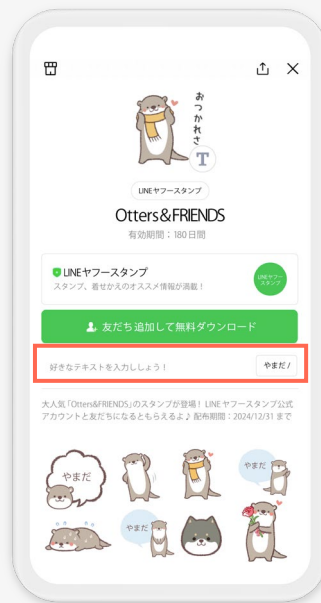 おつかれさ
T
LINEヤフースタンプ
Otters&FRIENDS
有効期間：180日間
LINEヤフースタンプ
スタンプ、着せかえのオススメ情報が満載！
LINEヤフー
スタンプ
友だち追加して無料ダウンロード
好きなテキストを入力ししょう！
やまだ /
大人気「Otters&FRIENDS」のスタンプが登場！ LINEヤフースタンプ公式
アカウントと友だちになるともらえるよ♪ 配布期間：2024/12/31 まで
やまだ
やまだ
やまだ